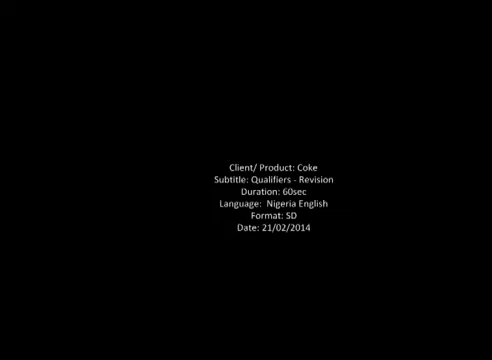 Client/ Product: Coke
Subtitle: Qualifiers - Revision
Duration: 60sec
Language:  Nigeria English
Format: SD
Date: 21/02/2014